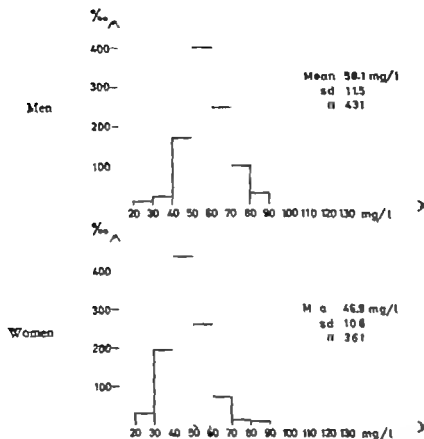 ‰
400-
300-
200-
100-
Men
Mean 58.1 mg/l
sd 11.5
n 431
20 30 40 50 60 70 80 90 100 110 120 130 mg/l
‰
400
300-
200-
100-
Women
M a 46.9 mg/l
sd 10.6
n 361
20 30 40 50 60 70 80 90 100 110 120 130 mg/l